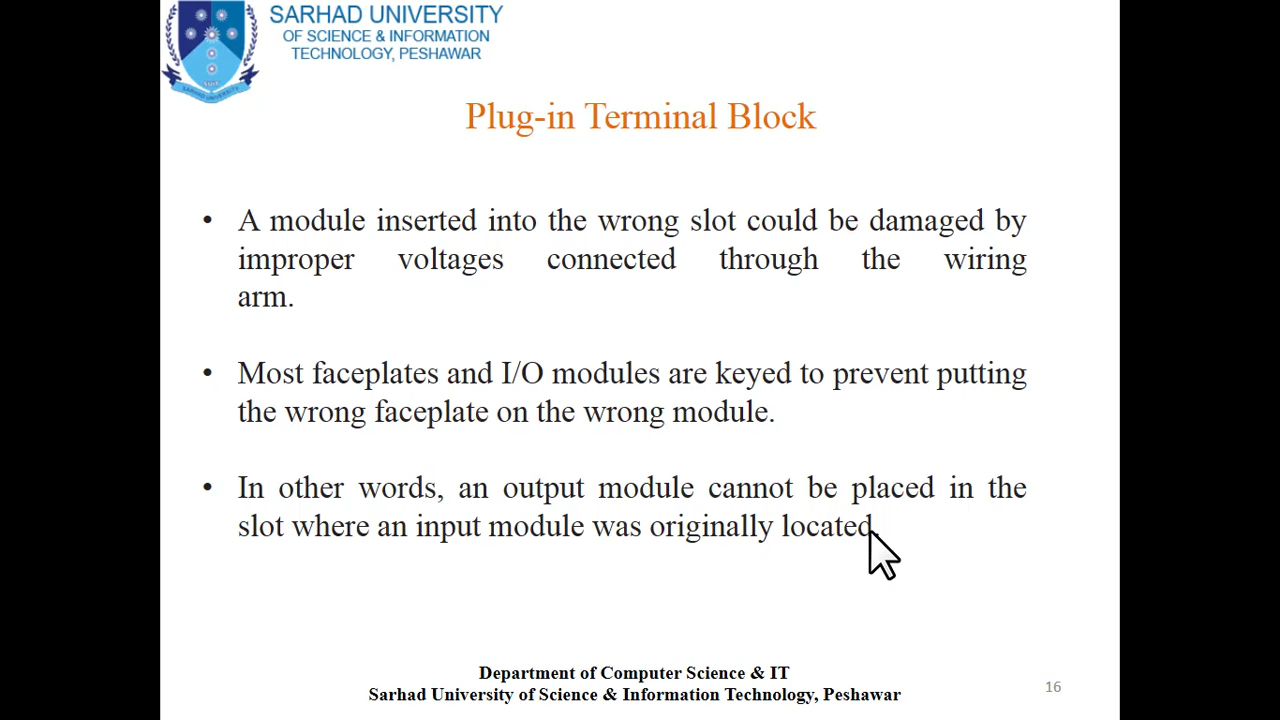 SARHAD UNIVERSITY
OF SCIENCE & INFORMATION
TECHNOLOGY, PESHAWAR
SUIT
SARHAD UNIVERSITY
Plug-in Terminal Block
• A module inserted into the wrong slot could be damaged by
improper voltages connected through the wiring
arm.
• Most faceplates and I/O modules are keyed to prevent putting
the wrong faceplate on the wrong module.
• In other words, an output module cannot be placed in the
slot where an input module was originally located.
Department of Computer Science & IT
Sarhad University of Science & Information Technology, Peshawar
16